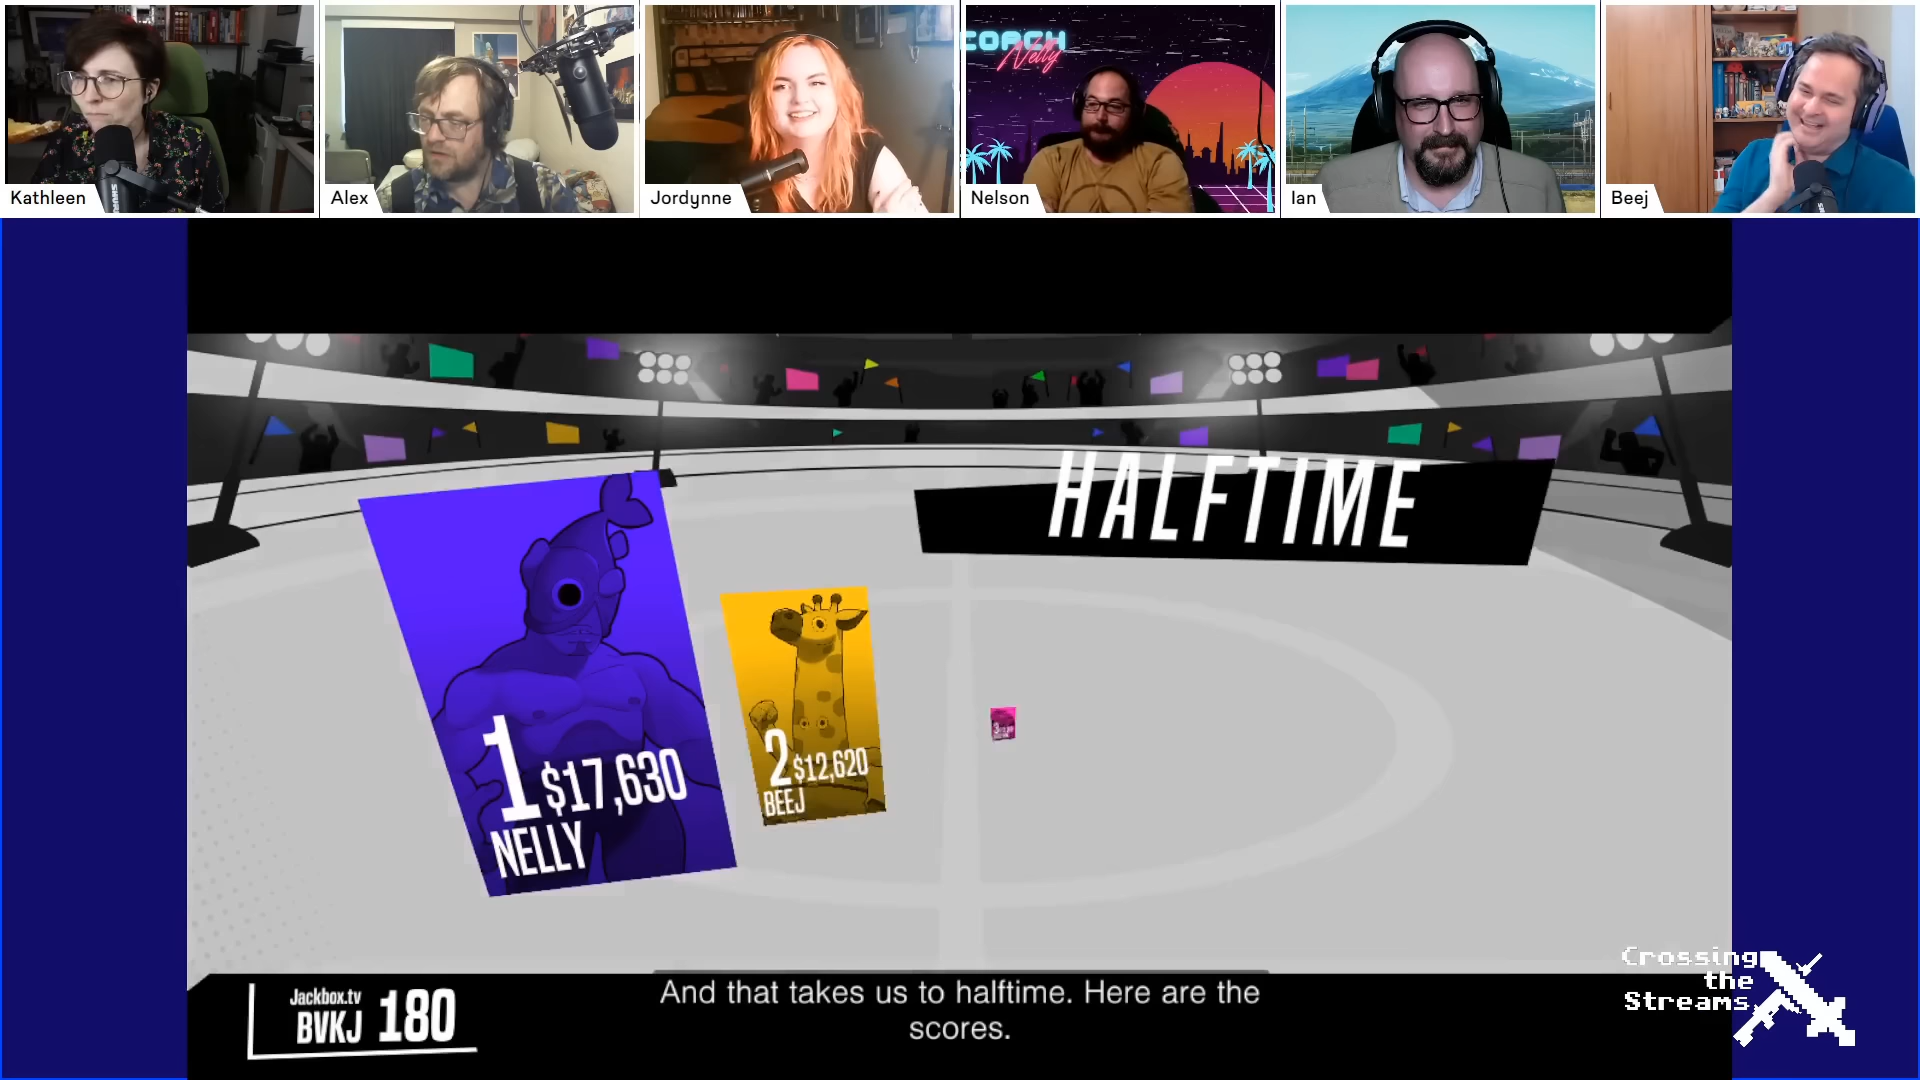 COACH
Nelly
Kathleen
Alex
Jordynne
Nelson
Ian
Beej
HALFTIME
1 $17,630
NELLY
2 $12,620
BEEJ
3
Jackbox.tv
BVKJ 180
And that takes us to halftime. Here are the
scores.
Crossing
the
Streams